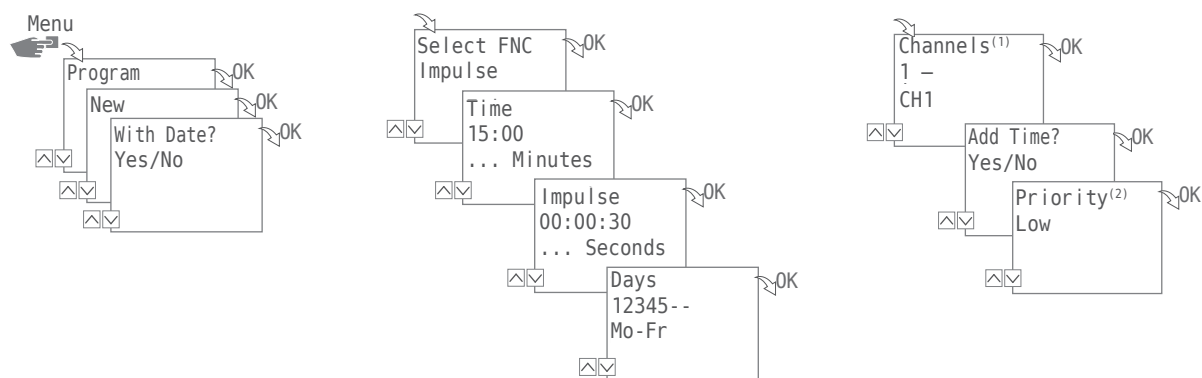 Menu
Program
OK
New
OK
With Date?
Yes/No
OK
Select FNC
Impulse
OK
Time
15:00
... Minutes
OK
Impulse
00:00:30
... Seconds
OK
Days
12345--
Mo-Fr
OK
Channels(1)
1 –
CH1
OK
Add Time?
Yes/No
OK
Priority(2)
Low
OK